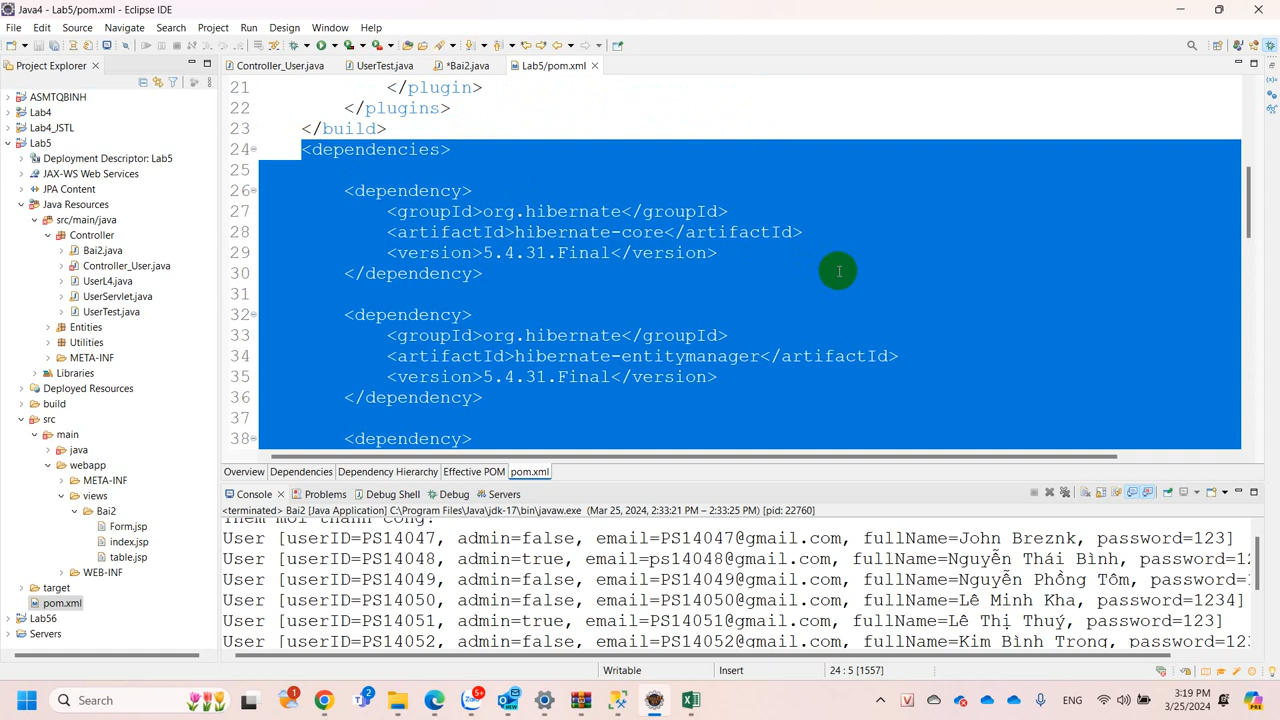 Java4 - Lab5/pom.xml - Eclipse IDE
File Edit Source Navigate Search Project Run Design Window Help
Project Explorer
Controller_User.java UserTest.java *Bai2.java Lab5/pom.xml
ASMTQBINH
Lab4
Lab4_JSTL
Lab5
Deployment Descriptor: Lab5
JAX-WS Web Services
JPA Content
Java Resources
src/main/java
Controller
Bai2.java
Controller_User.java
UserL4.java
UserServlet.java
UserTest.java
Entities
Utilities
META-INF
Libraries
Deployed Resources
build
src
main
java
webapp
META-INF
views
Bai2
Form.jsp
index.jsp
table.jsp
WEB-INF
target
pom.xml
Lab56
Servers
21 </plugin>
22 </plugins>
23 </build>
24 <dependencies>
25
26 <dependency>
27 <groupId>org.hibernate</groupId>
28 <artifactId>hibernate-core</artifactId>
29 <version>5.4.31.Final</version>
30 </dependency>
31
32 <dependency>
33 <groupId>org.hibernate</groupId>
34 <artifactId>hibernate-entitymanager</artifactId>
35 <version>5.4.31.Final</version>
36 </dependency>
37
38 <dependency>
Overview Dependencies Dependency Hierarchy Effective POM pom.xml
Console Problems Debug Shell Debug Servers
<terminated> Bai2 [Java Application] C:\Program Files\Java\jdk-17\bin\javaw.exe (Mar 25, 2024, 2:33:21 PM – 2:33:25 PM) [pid: 22760]
Thêm mới thành công!
User [userID=PS14047, admin=false, email=PS14047@gmail.com, fullName=John Breznk, password=123]
User [userID=PS14048, admin=true, email=ps14048@gmail.com, fullName=Nguyễn Thái Bình, password=12
User [userID=PS14049, admin=false, email=PS14049@gmail.com, fullName=Nguyễn Phồng Tôm, password=
User [userID=PS14050, admin=false, email=PS14050@gmail.com, fullName=Lê Minh Kha, password=1234]
User [userID=PS14051, admin=true, email=PS14051@gmail.com, fullName=Lê Thị Thuý, password=123]
User [userID=PS14052, admin=false, email=PS14052@gmail.com, fullName=Kim Bình Trong, password=123
Writable Insert 24 : 5 [1557]
Search 1 2 5+ ENG 3:19 PM
3/25/2024 PRE